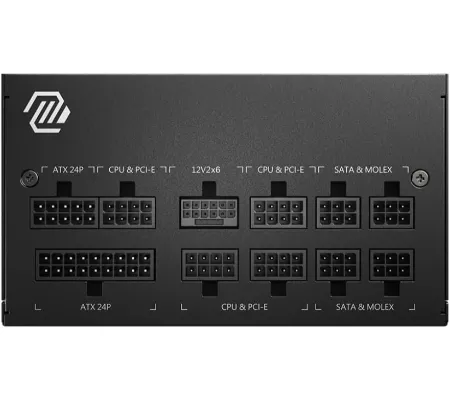 ATX 24P CPU & PCI-E 12V2x6 CPU & PCI-E SATA & MOLEX
ATX 24P CPU & PCI-E SATA & MOLEX